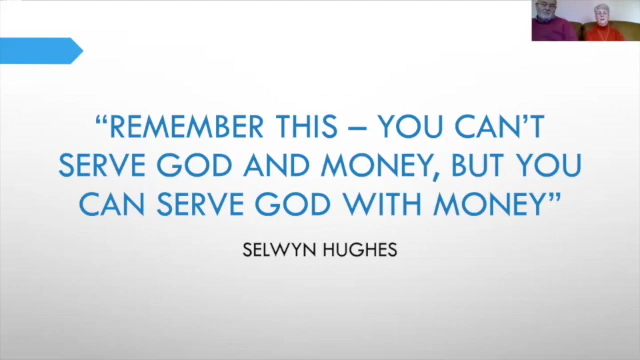 “REMEMBER THIS – YOU CAN’T
SERVE GOD AND MONEY, BUT YOU
CAN SERVE GOD WITH MONEY”
SELWYN HUGHES